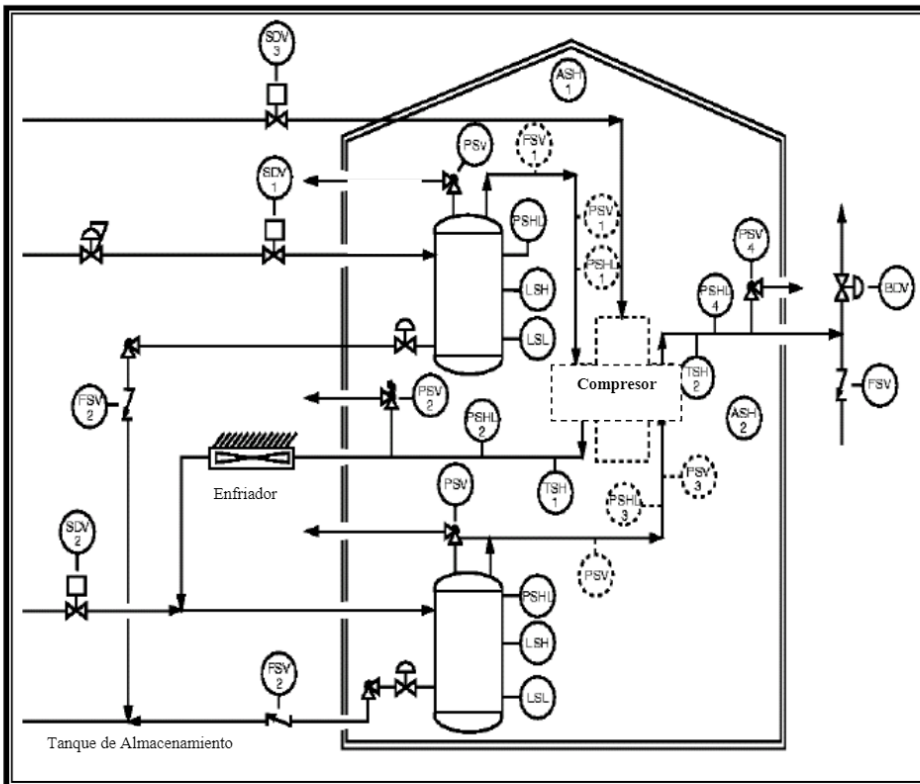 SDV
3
ASH
1
PSV
FSV
1
SDV
1
PSHL
PSV
1
PSHL
1
PSV
4
PSHL
4
BDV
LSH
LSL
Compresor
TSH
2
FSV
FSV
2
PSV
2
PSHL
2
ASH
2
Enfriador
PSV
TSH
1
PSHL
3
PSV
3
SDV
2
PSV
PSHL
LSH
FSV
2
LSL
Tanque de Almacenamiento